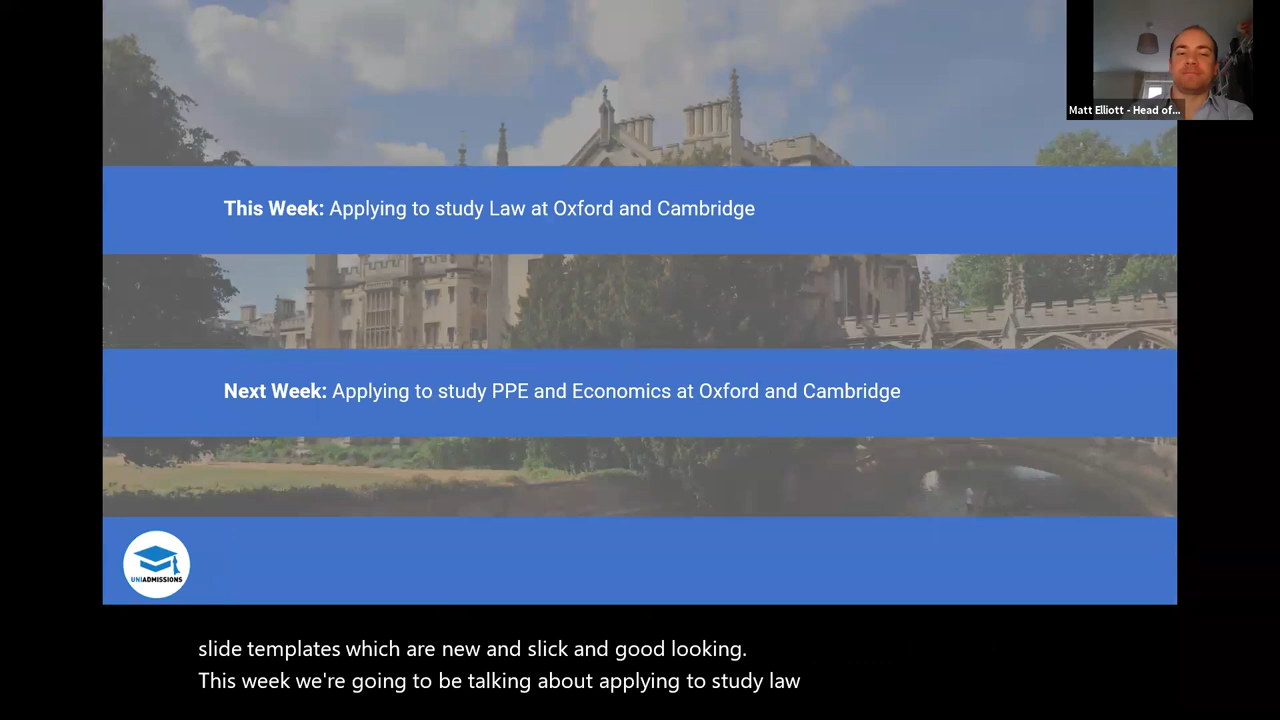 Matt Elliott - Head of...
This Week: Applying to study Law at Oxford and Cambridge
Next Week: Applying to study PPE and Economics at Oxford and Cambridge
UNIADMISSIONS
slide templates which are new and slick and good looking.
This week we're going to be talking about applying to study law